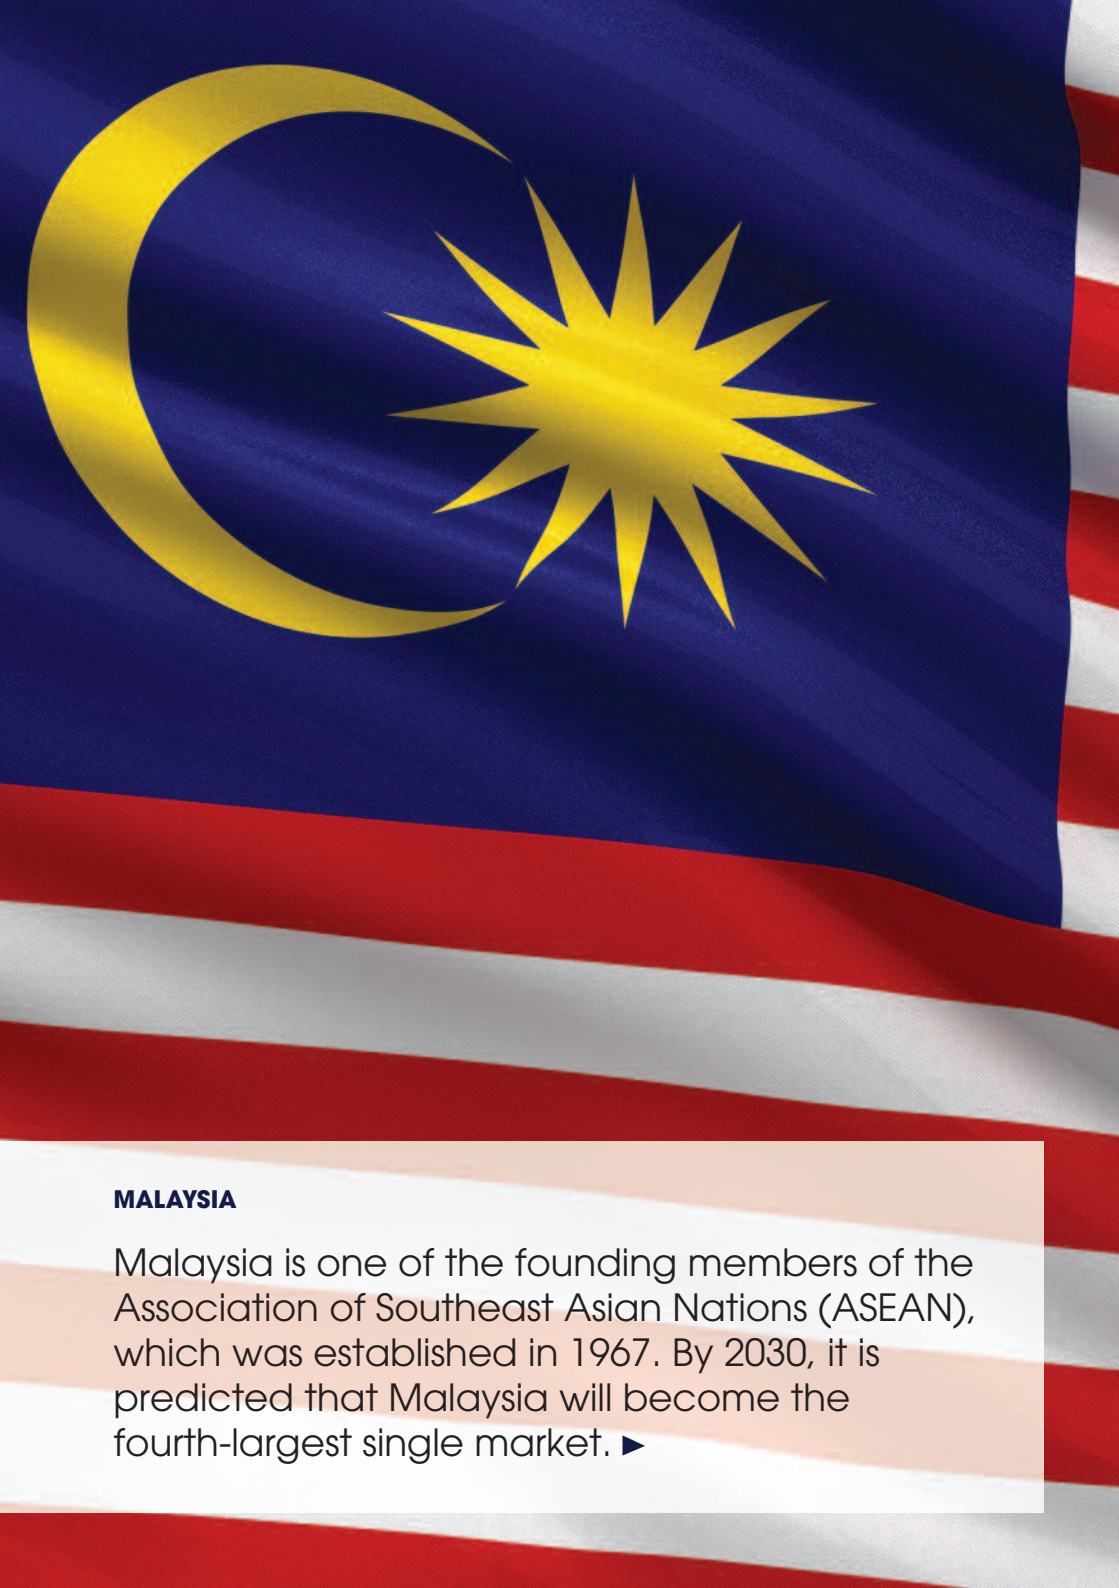 MALAYSIA
Malaysia is one of the founding members of the
Association of Southeast Asian Nations (ASEAN),
which was established in 1967. By 2030, it is
predicted that Malaysia will become the
fourth-largest single market. ▶